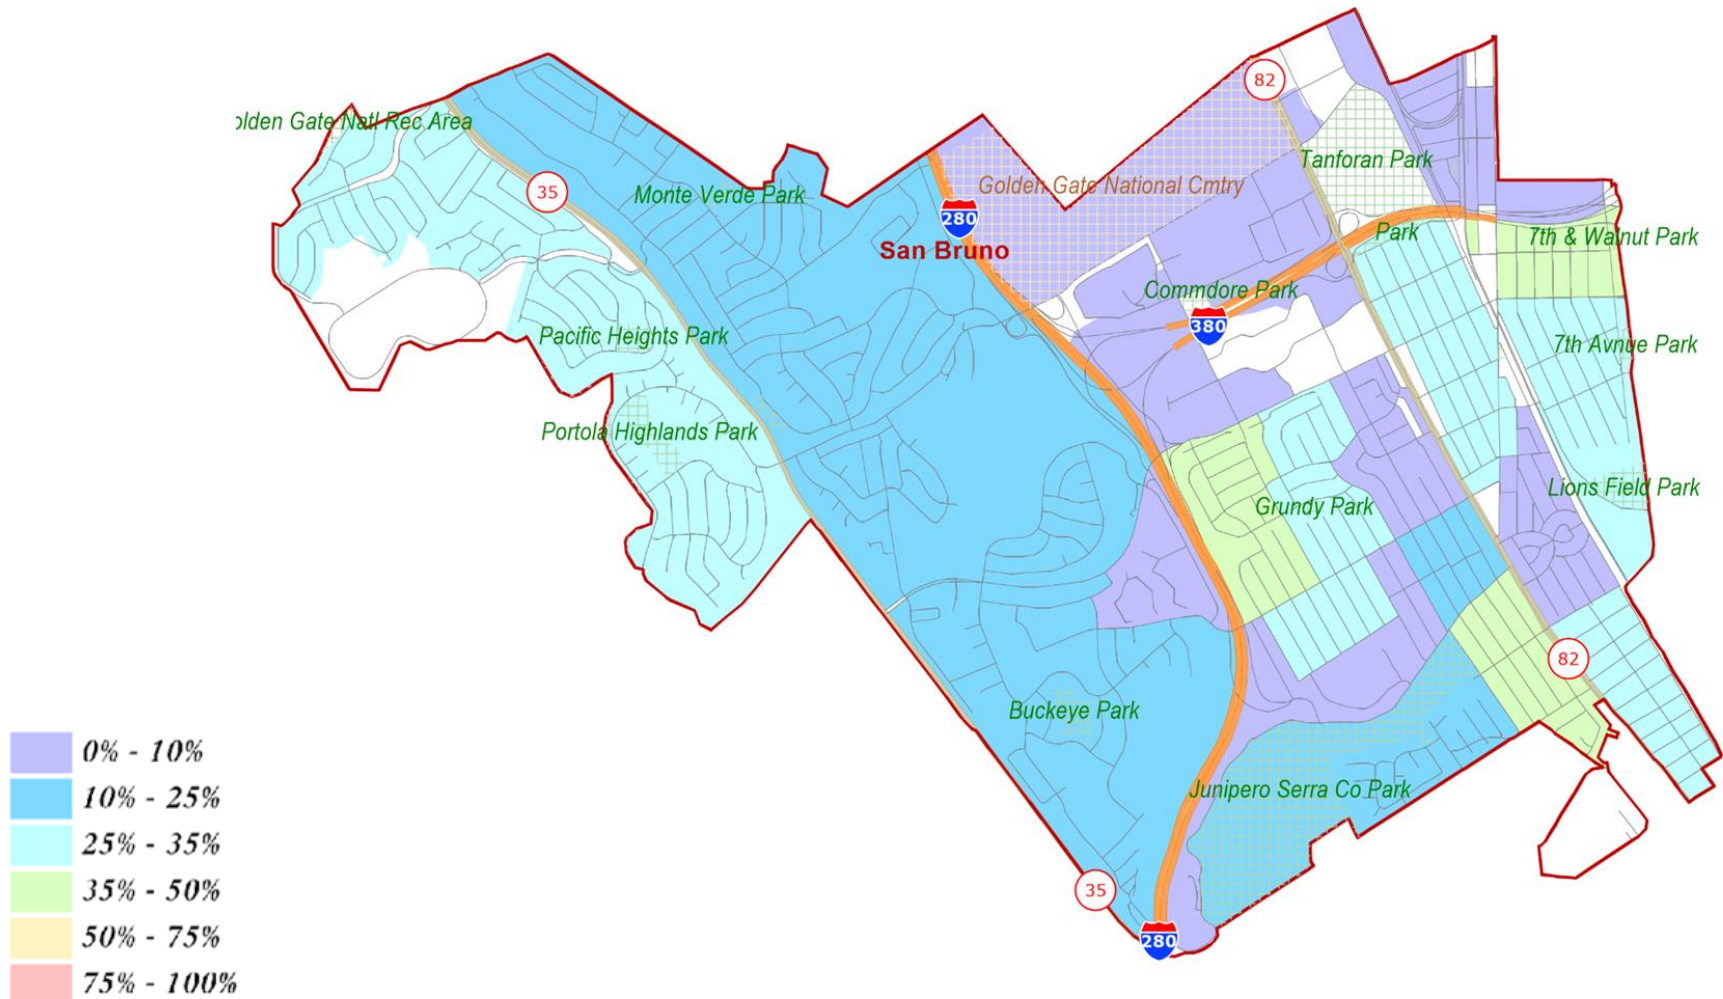 82
olden Gate Natl Rec Area
Tanforan Park
Golden Gate National Cmtry
35
Monte Verde Park
280
Park
7th & Walnut Park
San Bruno
Commdore Park
380
Pacific Heights Park
7th Avnue Park
Portola Highlands Park
Lions Field Park
Grundy Park
82
Buckeye Park
Junipero Serra Co Park
35
280
0% - 10%
10% - 25%
25% - 35%
35% - 50%
50% - 75%
75% - 100%